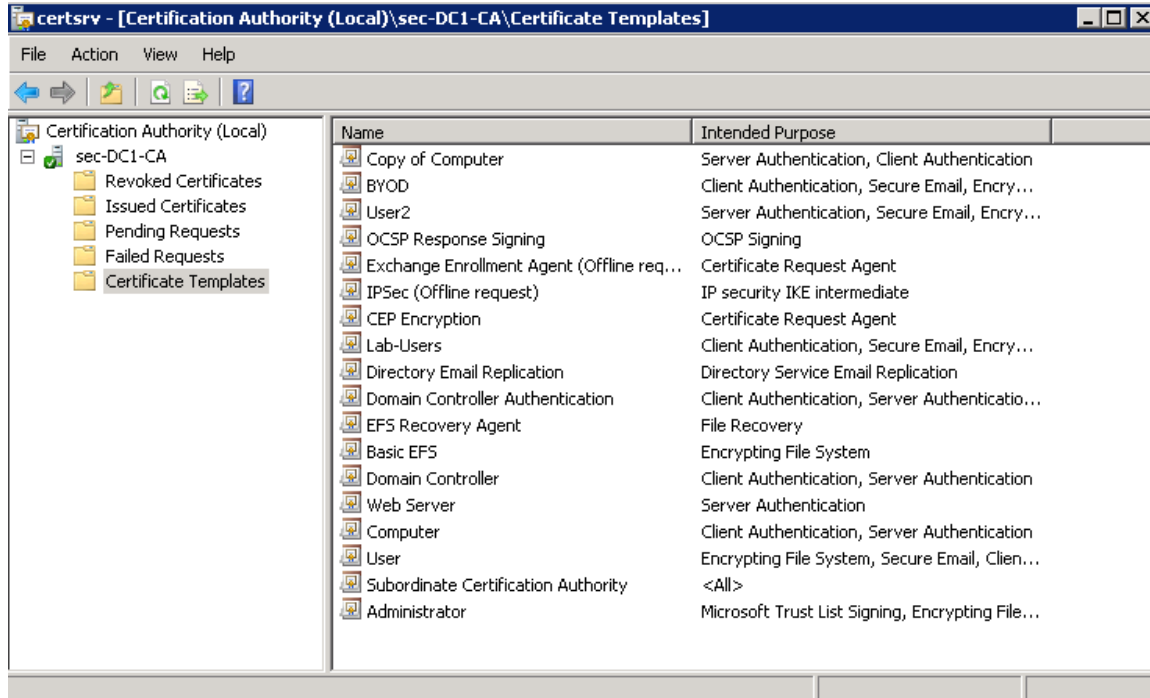 certsrv - [Certification Authority (Local)\sec-DC1-CA\Certificate Templates]
File Action View Help
Certification Authority (Local)
sec-DC1-CA
Revoked Certificates
Issued Certificates
Pending Requests
Failed Requests
Certificate Templates
Name Intended Purpose
Copy of Computer Server Authentication, Client Authentication
BYOD Client Authentication, Secure Email, Encry...
User2 Server Authentication, Secure Email, Encry...
OCSP Response Signing OCSP Signing
Exchange Enrollment Agent (Offline req... Certificate Request Agent
IPSec (Offline request) IP security IKE intermediate
CEP Encryption Certificate Request Agent
Lab-Users Client Authentication, Secure Email, Encry...
Directory Email Replication Directory Service Email Replication
Domain Controller Authentication Client Authentication, Server Authenticatio...
EFS Recovery Agent File Recovery
Basic EFS Encrypting File System
Domain Controller Client Authentication, Server Authentication
Web Server Server Authentication
Computer Client Authentication, Server Authentication
User Encrypting File System, Secure Email, Clien...
Subordinate Certification Authority <All>
Administrator Microsoft Trust List Signing, Encrypting File...